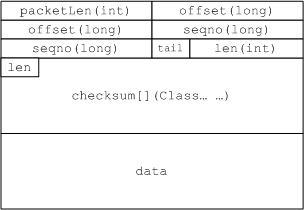 packetLen(int) offset(long)
offset(long) seqno(long)
seqno(long) tail len(int)
len
checksum[](Class… …)
data